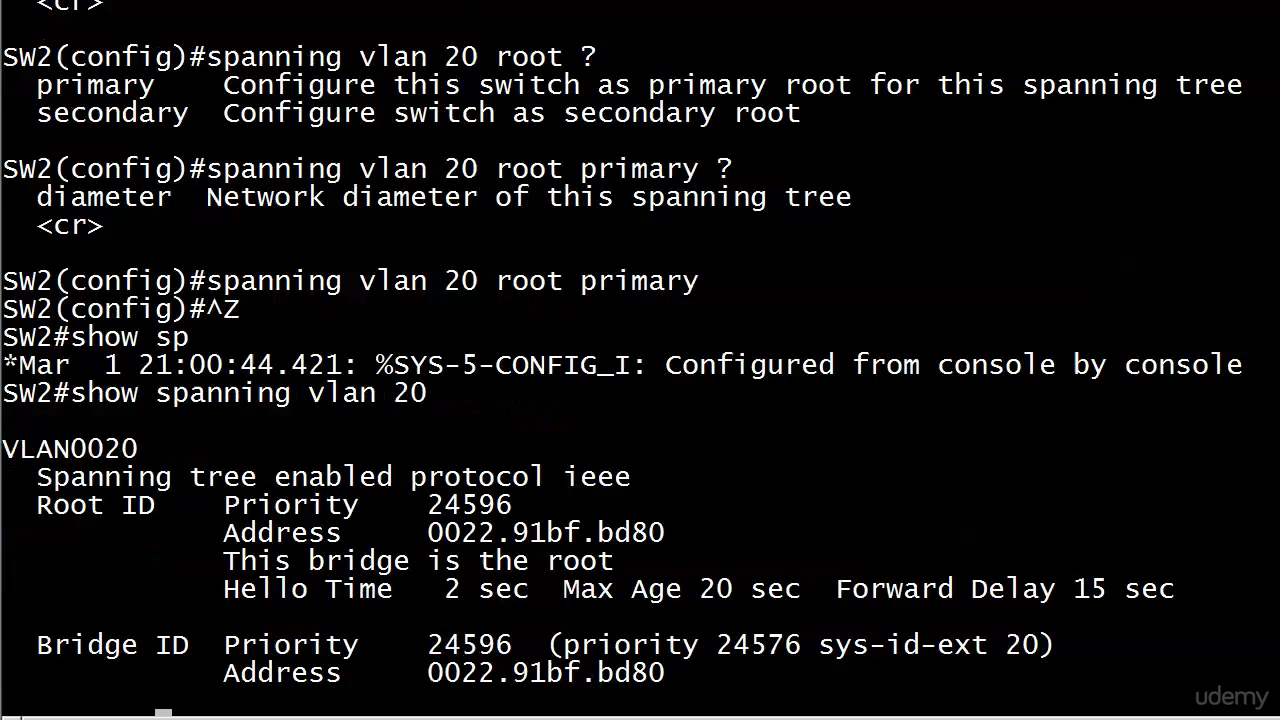 <cr>
SW2(config)#spanning vlan 20 root ?
primary Configure this switch as primary root for this spanning tree
secondary Configure switch as secondary root
SW2(config)#spanning vlan 20 root primary ?
diameter Network diameter of this spanning tree
<cr>
SW2(config)#spanning vlan 20 root primary
SW2(config)#^Z
SW2#show sp
*Mar 1 21:00:44.421: %SYS-5-CONFIG_I: Configured from console by console
SW2#show spanning vlan 20
VLAN0020
Spanning tree enabled protocol ieee
Root ID Priority 24596
Address 0022.91bf.bd80
This bridge is the root
Hello Time 2 sec Max Age 20 sec Forward Delay 15 sec
Bridge ID Priority 24596 (priority 24576 sys-id-ext 20)
Address 0022.91bf.bd80
udemy